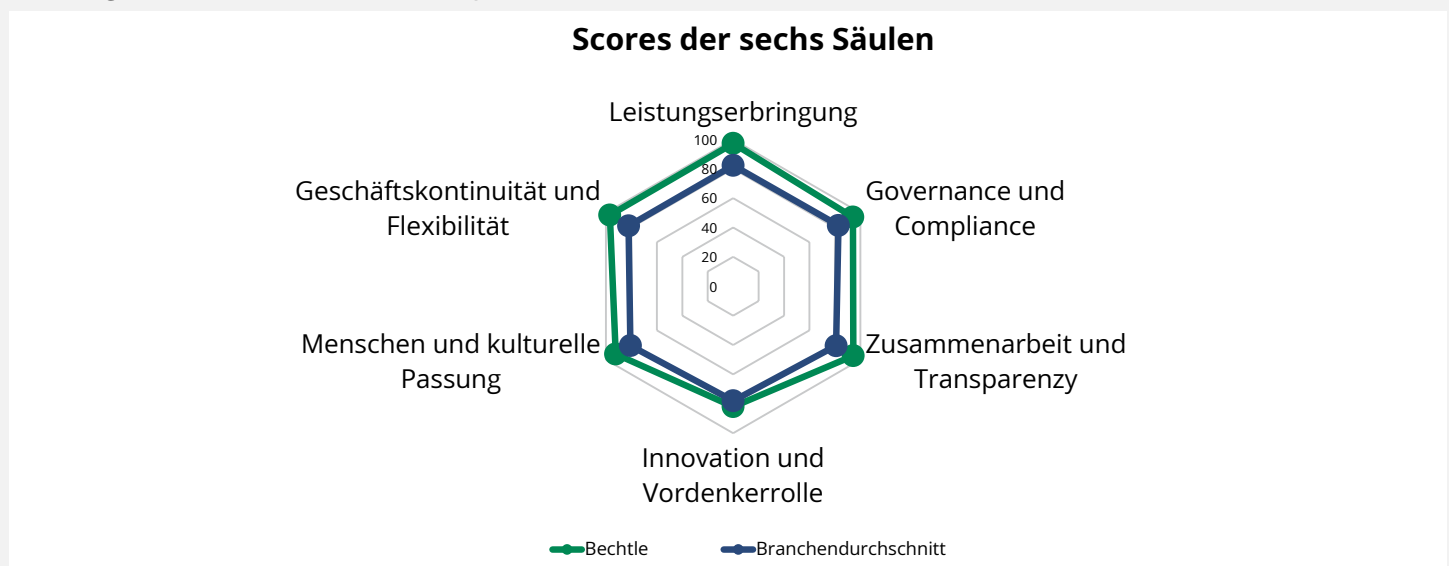 Scores der sechs Säulen
Leistungserbringung
100
80
60
40
20
0
Geschäftskontinuität und
Flexibilität
Governance und
Compliance
Menschen und kulturelle
Passung
Zusammenarbeit und
Transparenzy
Innovation und
Vordenkerrolle
Bechtle
Branchendurchschnitt